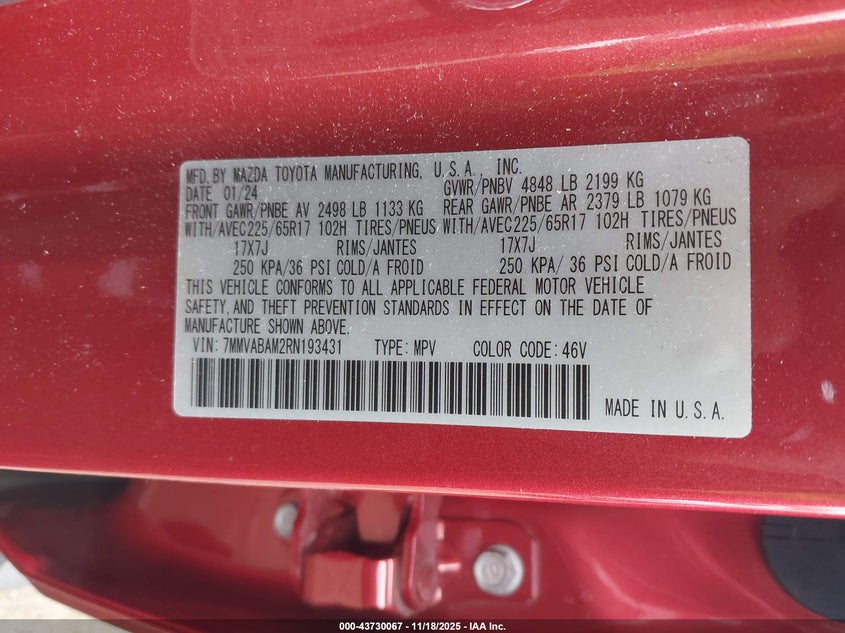 MFD. BY MAZDA TOYOTA MANUFACTURING, U.S.A. INC.
DATE 01/24 GVWR/PNBV 4848 LB 2199 KG
FRONT GAWR/PNBE AV 2498 LB 1133 KG REAR GAWR/PNBE AR 2379 LB 1079 KG
WITH/AVEC225/65R17 102H TIRES/PNEUS WITH/AVEC225/65R17 102H TIRES/PNEUS
17X7J RIMS/JANTES 17X7J RIMS/JANTES
250 KPA/36 PSI COLD/A FROID 250 KPA/ 36 PSI COLD/A FROID
THIS VEHICLE CONFORMS TO ALL APPLICABLE FEDERAL MOTOR VEHICLE
SAFETY, AND THEFT PREVENTION STANDARDS IN EFFECT ON THE DATE OF
MANUFACTURE SHOWN ABOVE.
VIN: 7MMVABAM2RN193431 TYPE: MPV COLOR CODE: 46V
MADE IN U.S.A.
000-43730067 - 11/18/2025 - IAA Inc.